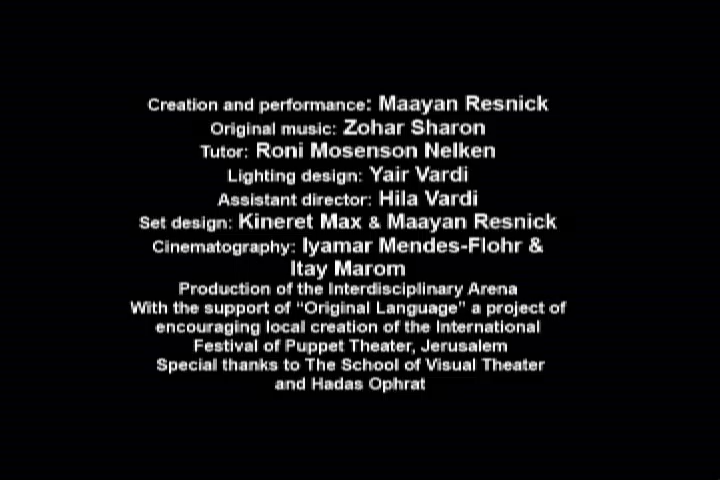 Creation and performance: Maayan Resnick
Original music: Zohar Sharon
Tutor: Roni Mosenson Nelken
Lighting design: Yair Vardi
Assistant director: Hila Vardi
Set design: Kineret Max & Maayan Resnick
Cinematography: Iyamar Mendes-Flohr &
Itay Marom
Production of the Interdisciplinary Arena
With the support of “Original Language” a project of
encouraging local creation of the International
Festival of Puppet Theater, Jerusalem
Special thanks to The School of Visual Theater
and Hadas Ophrat